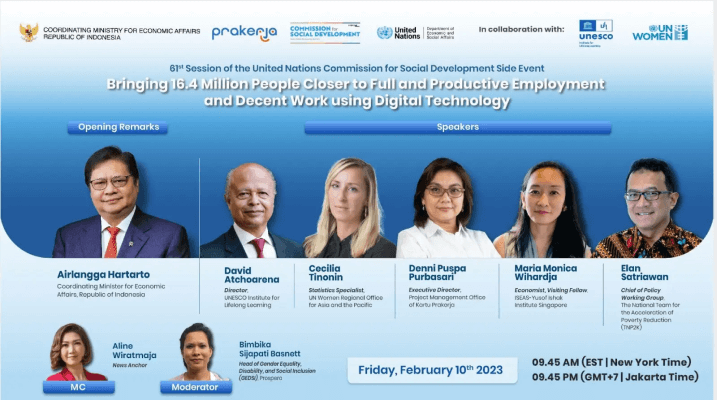 COORDINATING MINISTRY FOR ECONOMIC AFFAIRS
REPUBLIC OF INDONESIA
prakerja
COMMISSION FOR
SOCIAL DEVELOPMENT
United
Nations
Department of
Economic and
Social Affairs
In collaboration with:
unesco
UN
WOMEN
61st Session of the United Nations Commission for Social Development Side Event
Bringing 16.4 Million People Closer to Full and Productive Employment
and Decent Work using Digital Technology
Opening Remarks
Speakers
Airlangga Hartarto
Coordinating Minister for Economic
Affairs, Republic of Indonesia
David
Atchoarena
Director,
UNESCO Institute for
Lifelong Learning
Cecilia
Tinonin
Statistics Specialist,
UN Women Regional Office
for Asia and the Pacific
Denni Puspa
Purbasari
Executive Director,
Project Management Office
of Kartu Prakerja
Maria Monica
Wihardja
Economist, Visiting Fellow,
ISEAS-Yusof Ishak
Institute Singapore
Elan
Satriawan
Chief of Policy
Working Group,
The National Team for
the Acceleration of
Poverty Reduction
(TNP2K)
Aline
Wiratmaja
News Anchor
MC
Bimbika
Sijapati Basnett
Head of Gender Equality,
Disability, and Social Inclusion
(GEDSI), Prospera
Moderator
Friday, February 10th 2023
09.45 AM (EST | New York Time)
09.45 PM (GMT+7 | Jakarta Time)